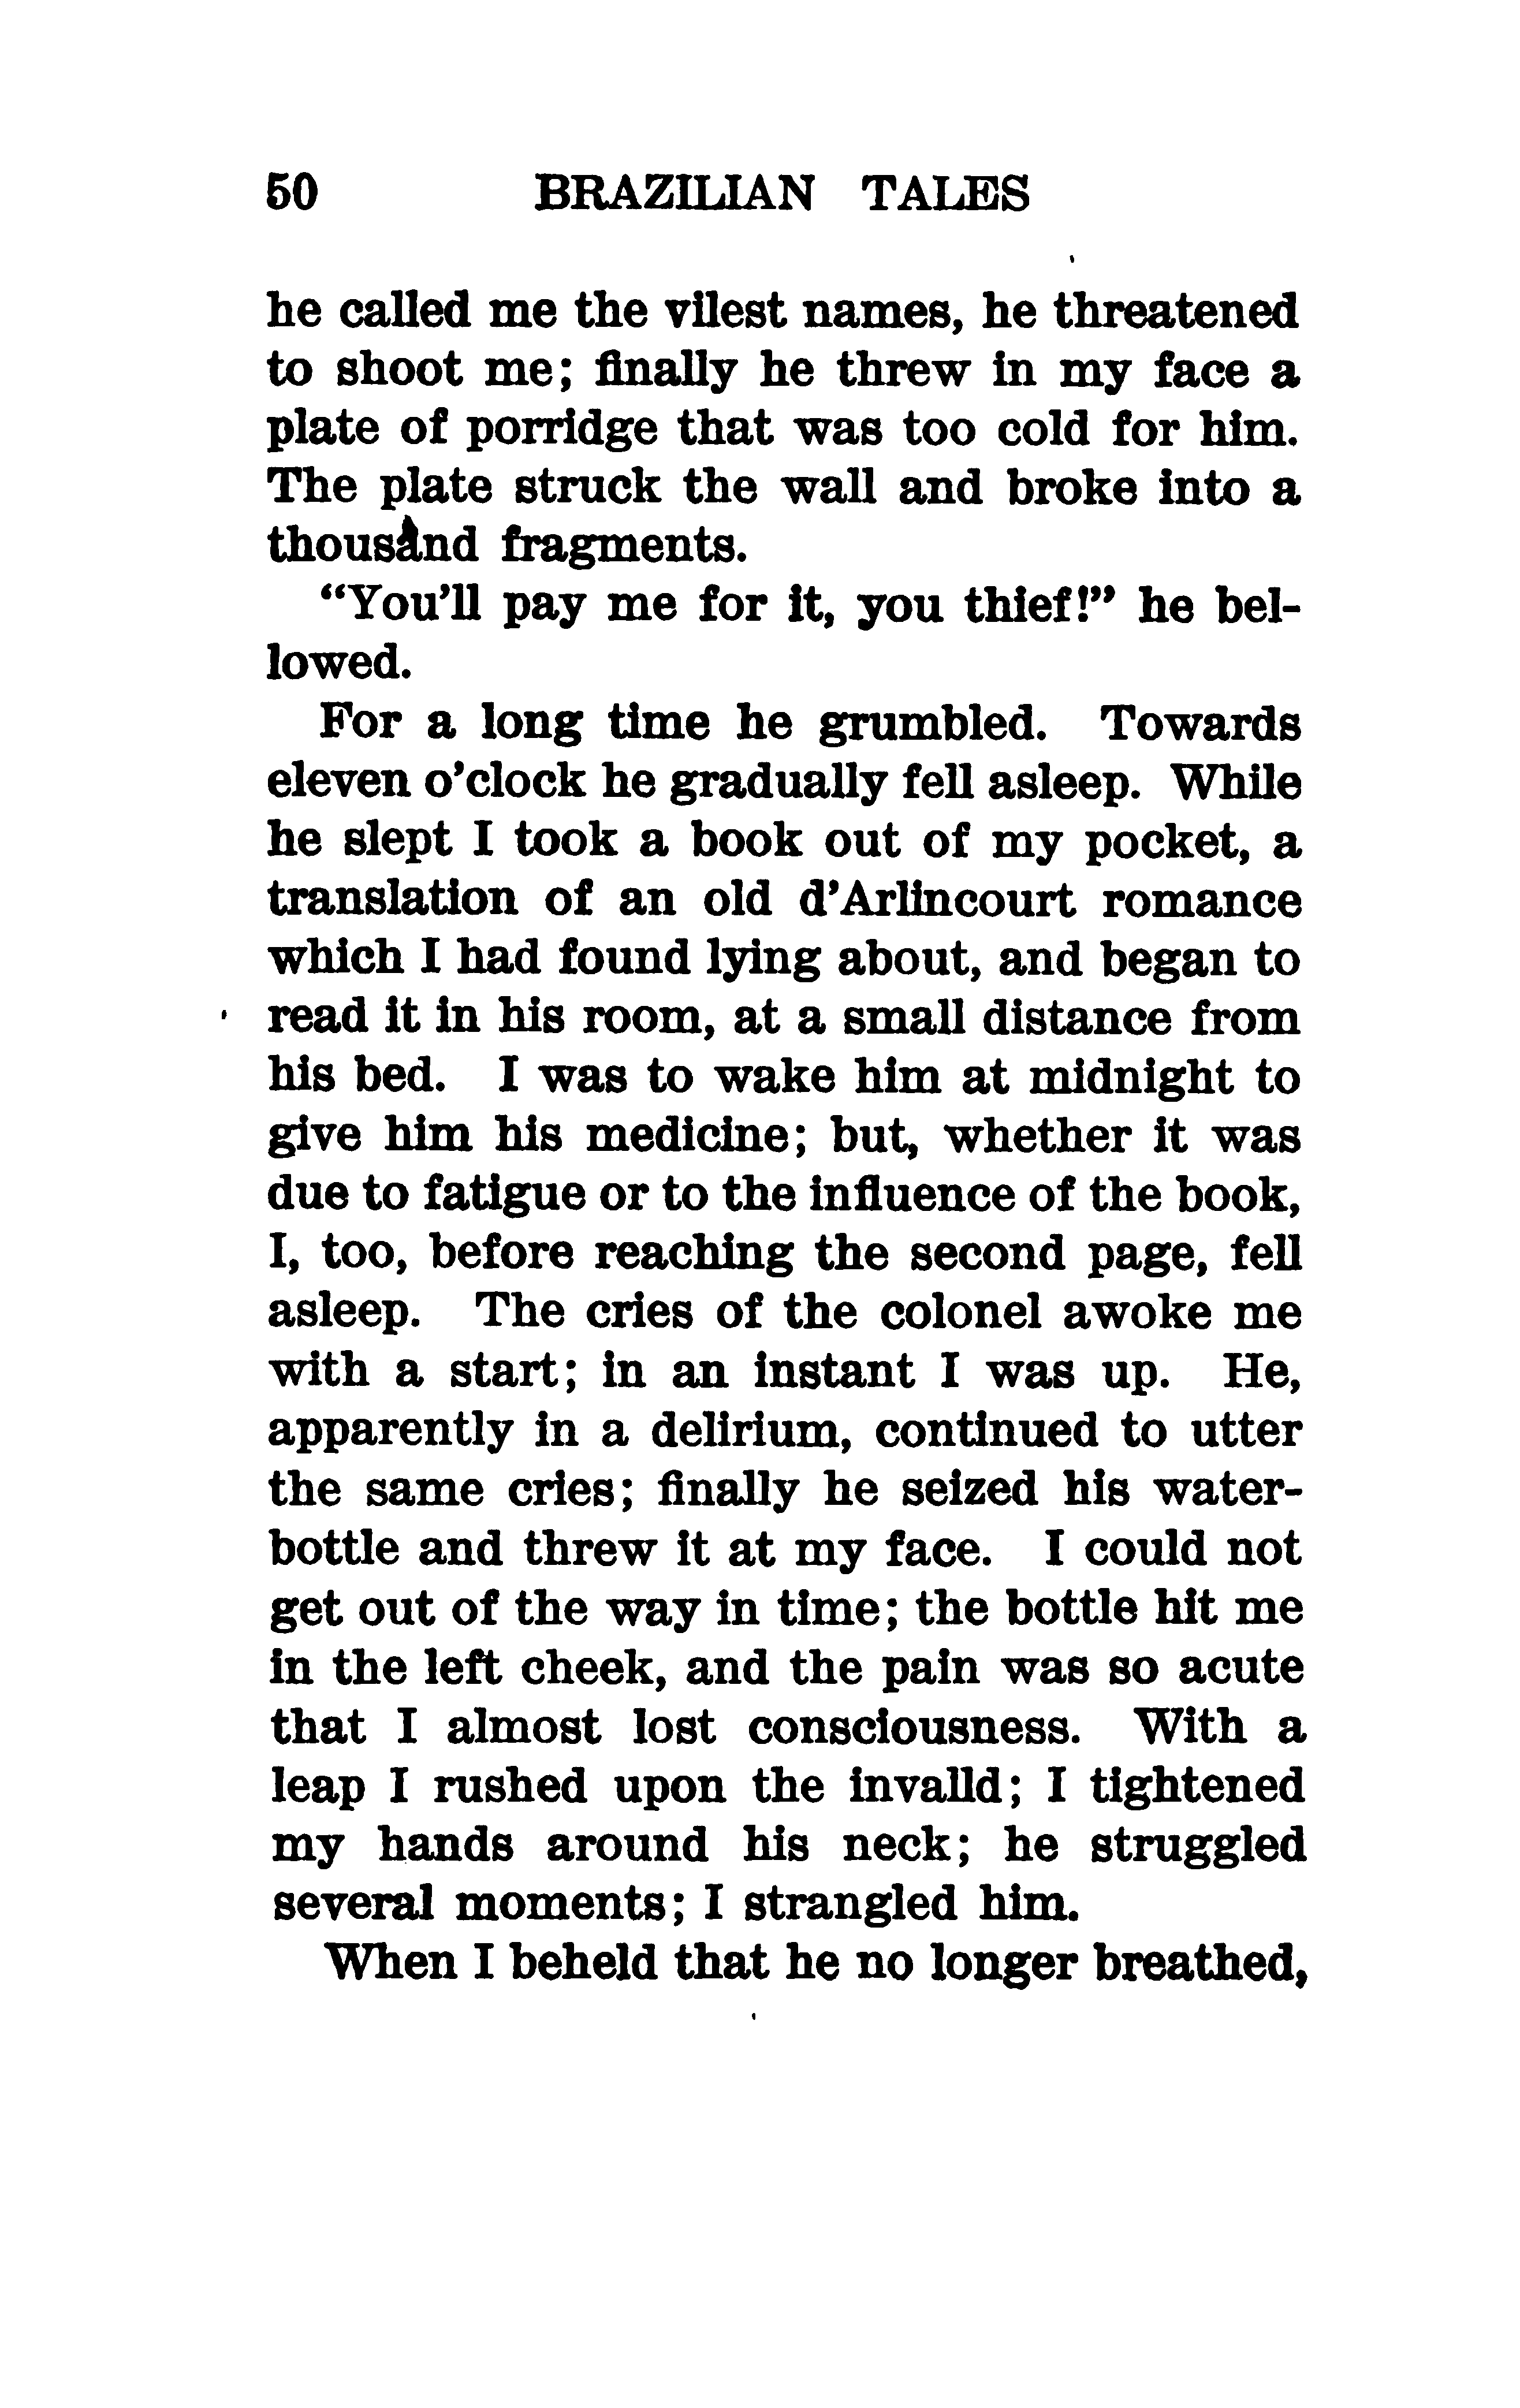 50 BRAZILIAN TALES
he called me the vilest names, he threatened
to shoot me; finally he threw in my face a
plate of porridge that was too cold for him.
The plate struck the wall and broke into a
thousand fragments.
“You’ll pay me for it, you thief!” he bel-
lowed.
For a long time he grumbled. Towards
eleven o’clock he gradually fell asleep. While
he slept I took a book out of my pocket, a
translation of an old d’Arlincourt romance
which I had found lying about, and began to
read it in his room, at a small distance from
his bed. I was to wake him at midnight to
give him his medicine; but, whether it was
due to fatigue or to the influence of the book,
I, too, before reaching the second page, fell
asleep. The cries of the colonel awoke me
with a start; in an instant I was up. He,
apparently in a delirium, continued to utter
the same cries; finally he seized his water-
bottle and threw it at my face. I could not
get out of the way in time; the bottle hit me
in the left cheek, and the pain was so acute
that I almost lost consciousness. With a
leap I rushed upon the invalid; I tightened
my hands around his neck; he struggled
several moments; I strangled him.
When I beheld that he no longer breathed,